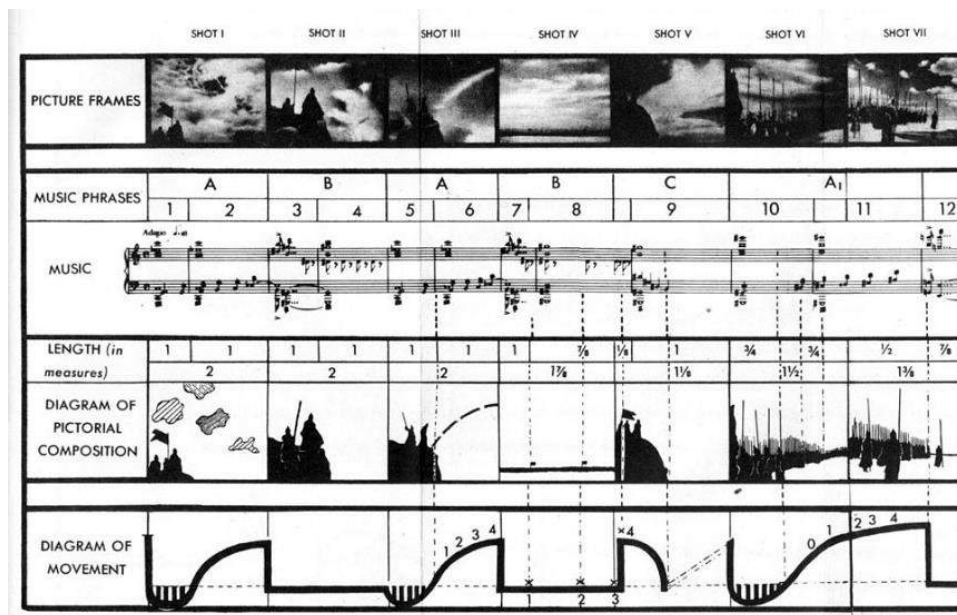 SHOT I SHOT II SHOT III SHOT IV SHOT V SHOT VI SHOT VII
PICTURE FRAMES
MUSIC PHRASES
A B A B C A₁
1 2 3 4 5 6 7 8 9 10 11 12
Adagio
MUSIC
LENGTH (in measures)
1 1 1 1 1 1 1 7/8 1/8 1 3/4 3/4 1/2 7/8
2 2 2 1 7/8 1 1/8 1 1/2 1 3/8
DIAGRAM OF
PICTORIAL
COMPOSITION
DIAGRAM OF
MOVEMENT
1 2 3 4
× × × ×4
1 2 3
0 1 2 3 4